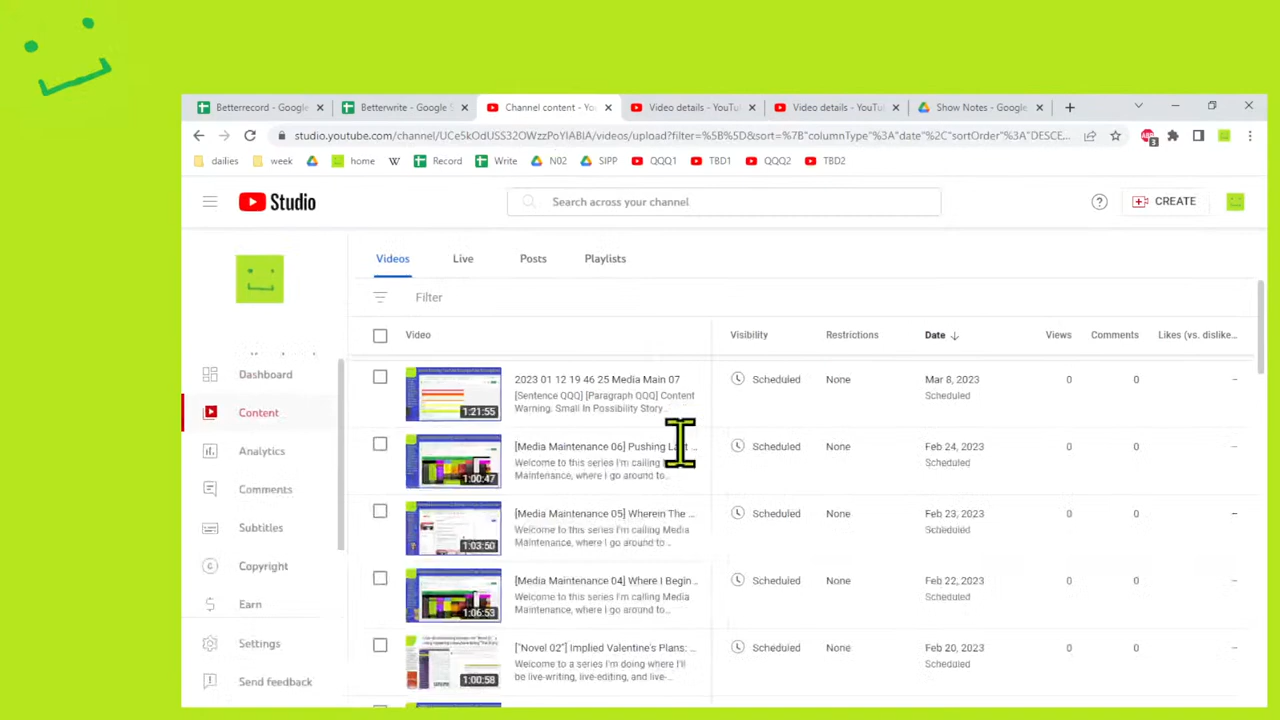 Betterrecord - Google
Betterwrite - Google S
Channel content - Yo
Video details - YouTu
Video details - YouTu
Show Notes - Google
studio.youtube.com/channel/UCe5kOdUSS32OWzzPoYIABIA/videos/upload?filter=%5B%5D&sort=%7B"columnType"%3A"date"%2C"sortOrder"%3A"DESCE...
3
dailies
week
home
W
Record
Write
N02
SIPP
QQQ1
TBD1
QQQ2
TBD2
Studio
Search across your channel
CREATE
Videos
Live
Posts
Playlists
Filter
Video
Visibility
Restrictions
Date
Views
Comments
Likes (vs. dislike...
Dashboard
Content
Analytics
Comments
Subtitles
Copyright
Earn
Settings
Send feedback
1:21:55
2023 01 12 19 46 25 Media Main 07
[Sentence QQQ] [Paragraph QQQ] Content
Warning. Small In Possibility Story...
Scheduled
None
Mar 8, 2023
Scheduled
0
0
–
1:00:47
[Media Maintenance 06] Pushing Last ...
Welcome to this series I'm calling
Maintenance, where I go around to...
Scheduled
None
Feb 24, 2023
Scheduled
0
0
–
1:03:50
[Media Maintenance 05] Wherein The ...
Welcome to this series I'm calling Media
Maintenance, where I go around to...
Scheduled
None
Feb 23, 2023
Scheduled
0
0
–
1:06:53
[Media Maintenance 04] Where I Begin...
Welcome to this series I'm calling Media
Maintenance, where I go around to...
Scheduled
None
Feb 22, 2023
Scheduled
0
0
–
1:00:58
["Novel 02"] Implied Valentine's Plans: ...
Welcome to a series I'm doing where I'll
be live-writing, live-editing, and live-...
Scheduled
None
Feb 20, 2023
Scheduled
0
0
–